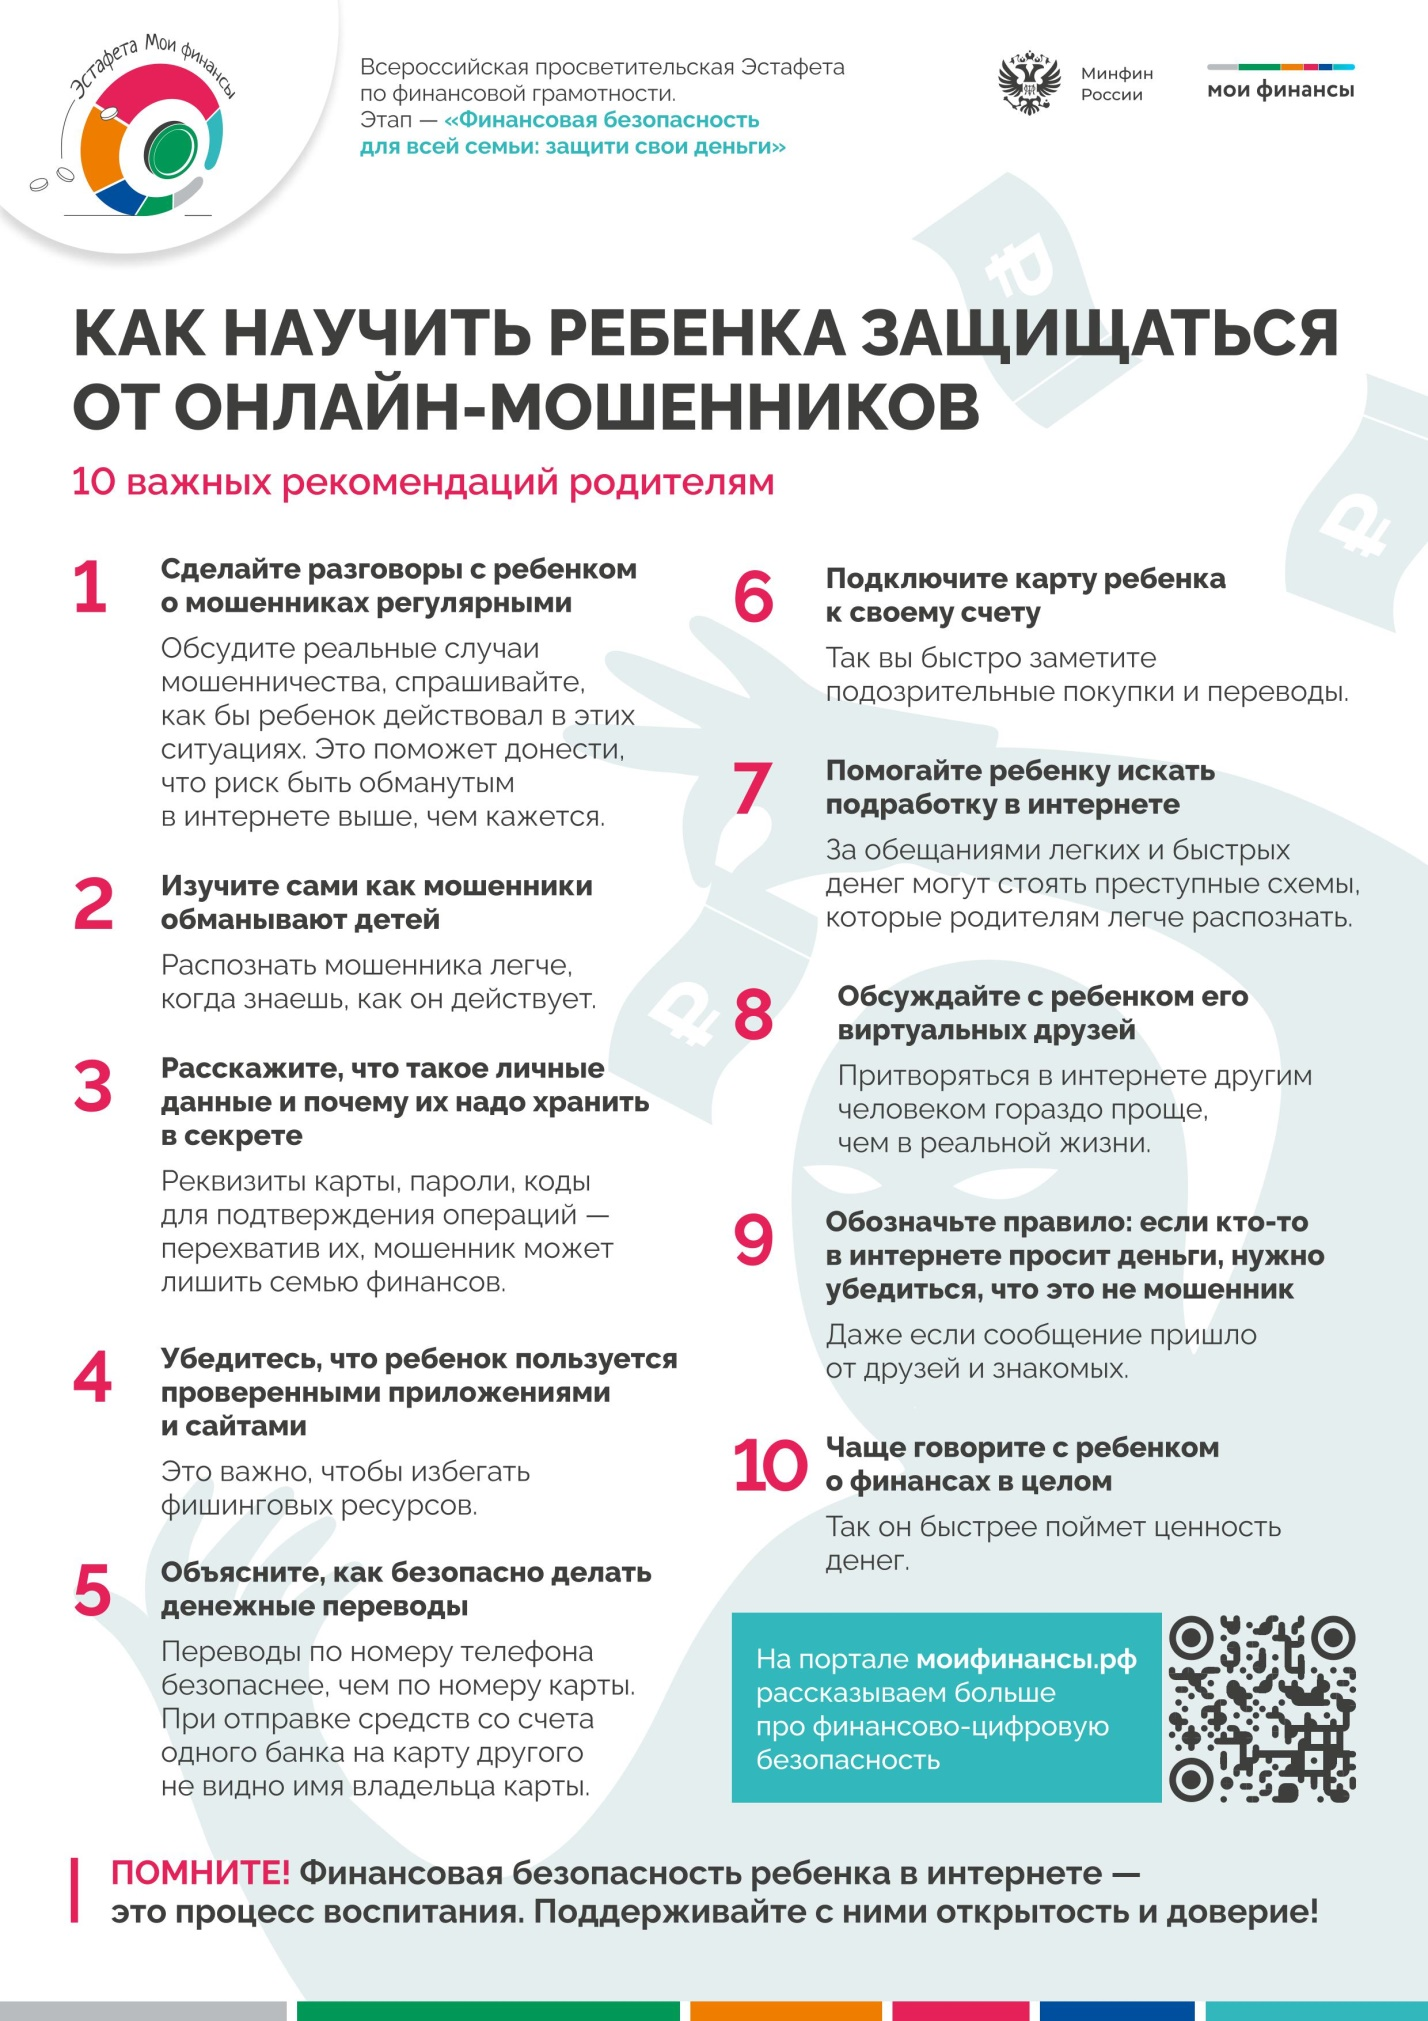 Эстафета Мои финансы
Всероссийская просветительская Эстафета
по финансовой грамотности.
Этап — «Финансовая безопасность
для всей семьи: защити свои деньги»
Минфин
России
мои финансы
КАК НАУЧИТЬ РЕБЕНКА ЗАЩИЩАТЬСЯ
ОТ ОНЛАЙН-МОШЕННИКОВ
10 важных рекомендаций родителям
1
Сделайте разговоры с ребенком
о мошенниках регулярными
Обсудите реальные случаи
мошенничества, спрашивайте,
как бы ребенок действовал в этих
ситуациях. Это поможет донести,
что риск быть обманутым
в интернете выше, чем кажется.
2
Изучите сами как мошенники
обманывают детей
Распознать мошенника легче,
когда знаешь, как он действует.
3
Расскажите, что такое личные
данные и почему их надо хранить
в секрете
Реквизиты карты, пароли, коды
для подтверждения операций —
перехватив их, мошенник может
лишить семью финансов.
4
Убедитесь, что ребенок пользуется
проверенными приложениями
и сайтами
Это важно, чтобы избегать
фишинговых ресурсов.
5
Объясните, как безопасно делать
денежные переводы
Переводы по номеру телефона
безопаснее, чем по номеру карты.
При отправке средств со счета
одного банка на карту другого
не видно имя владельца карты.
6
Подключите карту ребенка
к своему счету
Так вы быстро заметите
подозрительные покупки и переводы.
7
Помогайте ребенку искать
подработку в интернете
За обещаниями легких и быстрых
денег могут стоять преступные схемы,
которые родителям легче распознать.
8
Обсуждайте с ребенком его
виртуальных друзей
Притворяться в интернете другим
человеком гораздо проще,
чем в реальной жизни.
9
Обозначьте правило: если кто-то
в интернете просит деньги, нужно
убедиться, что это не мошенник
Даже если сообщение пришло
от друзей и знакомых.
10
Чаще говорите с ребенком
о финансах в целом
Так он быстрее поймет ценность
денег.
На портале моифинансы.рф
рассказываем больше
про финансово-цифровую
безопасность
ПОМНИТЕ! Финансовая безопасность ребенка в интернете —
это процесс воспитания. Поддерживайте с ними открытость и доверие!